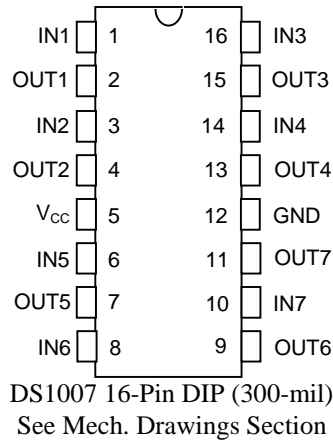 IN1 1 16 IN3
OUT1 2 15 OUT3
IN2 3 14 IN4
OUT2 4 13 OUT4
VCC 5 12 GND
IN5 6 11 OUT7
OUT5 7 10 IN7
IN6 8 9 OUT6
DS1007 16-Pin DIP (300-mil)
See Mech. Drawings Section